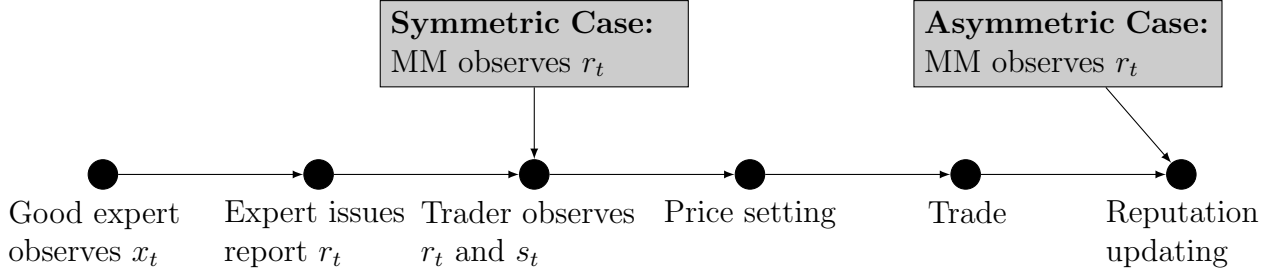 Symmetric Case:
MM observes r_t
Asymmetric Case:
MM observes r_t
Good expert
observes x_t
Expert issues
report r_t
Trader observes
r_t and s_t
Price setting
Trade
Reputation
updating